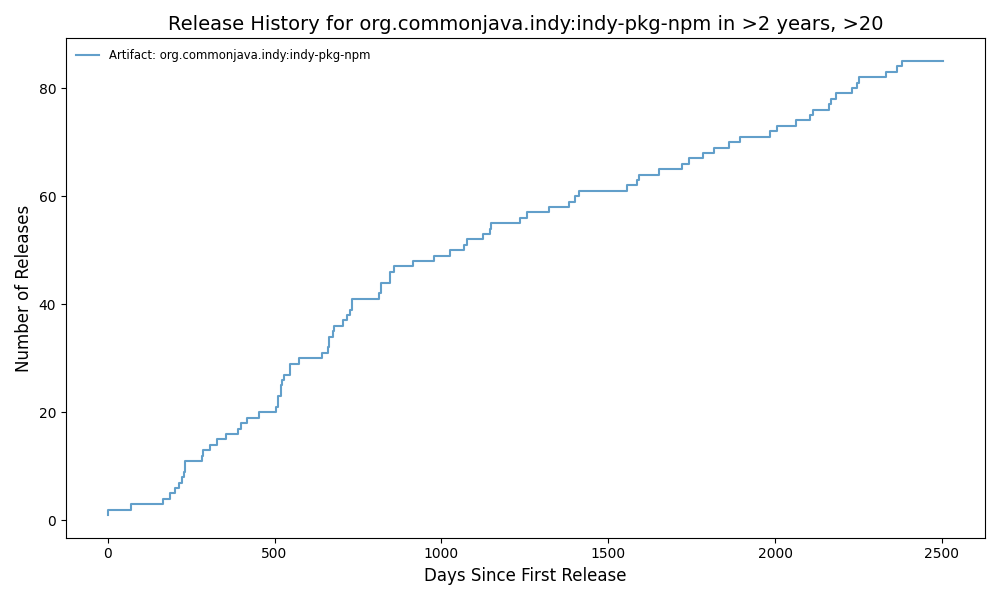 Release History for org.commonjava.indy:indy-pkg-npm in >2 years, >20
Artifact: org.commonjava.indy:indy-pkg-npm
Number of Releases
80
60
40
20
0
0 500 1000 1500 2000 2500
Days Since First Release